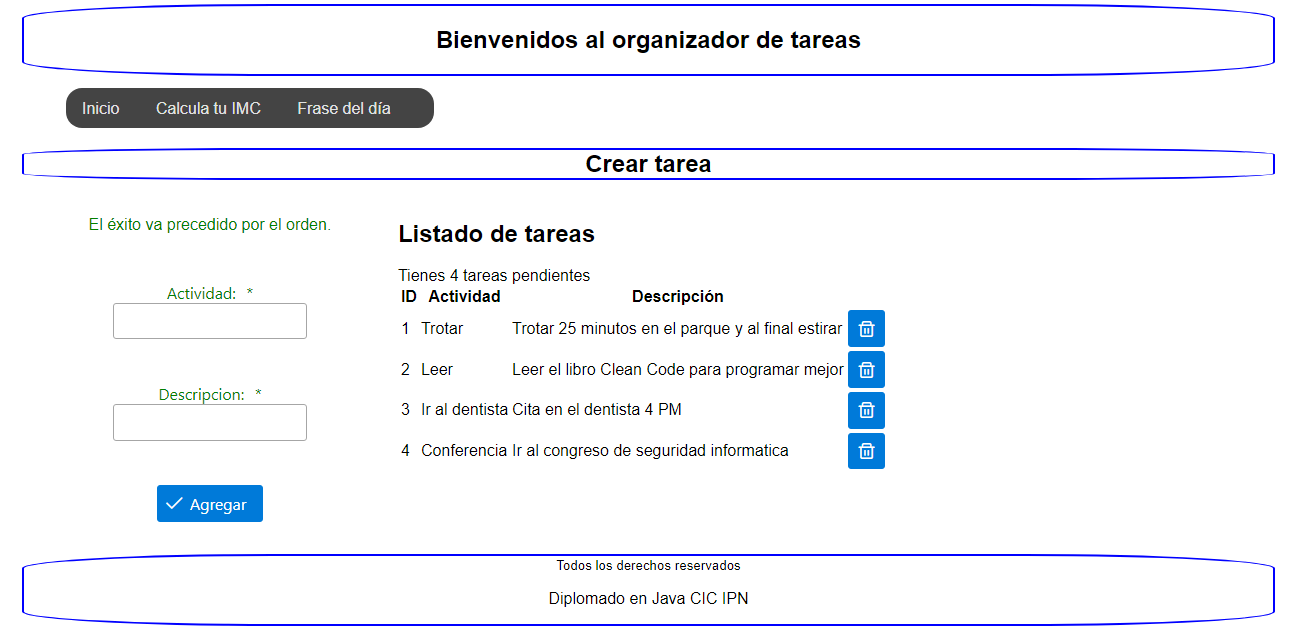 Bienvenidos al organizador de tareas
Inicio Calcula tu IMC Frase del día
Crear tarea
El éxito va precedido por el orden.
Actividad: *
Descripcion: *
Agregar
Listado de tareas
Tienes 4 tareas pendientes
ID Actividad Descripción
1 Trotar Trotar 25 minutos en el parque y al final estirar
2 Leer Leer el libro Clean Code para programar mejor
3 Ir al dentista Cita en el dentista 4 PM
4 Conferencia Ir al congreso de seguridad informatica
Todos los derechos reservados
Diplomado en Java CIC IPN